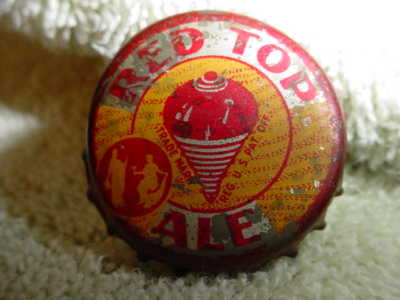 RED TOP
TRADE MARK
REG. U.S. PAT. OFF.
ALE